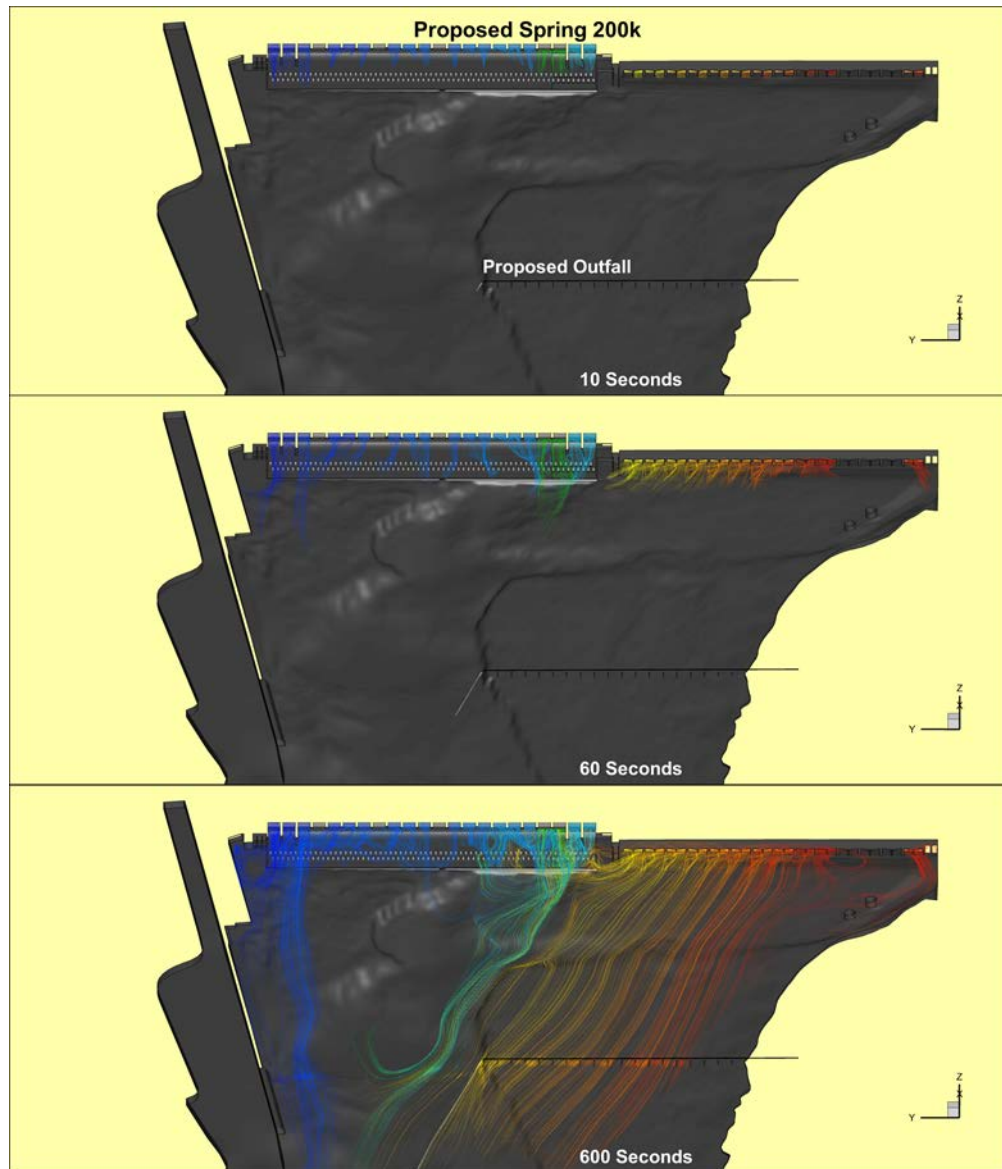 Proposed Spring 200k
Proposed Outfall
Z
X
Y
10 Seconds
Z
X
Y
60 Seconds
Z
X
Y
600 Seconds